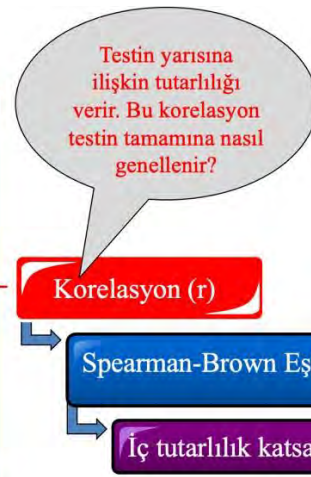 Testin yarısına
ilişkin tutarlılığı
verir. Bu korelasyon
testin tamamına nasıl
genellenir?
Korelasyon (r)
Spearman-Brown Eş
İç tutarlılık katsa